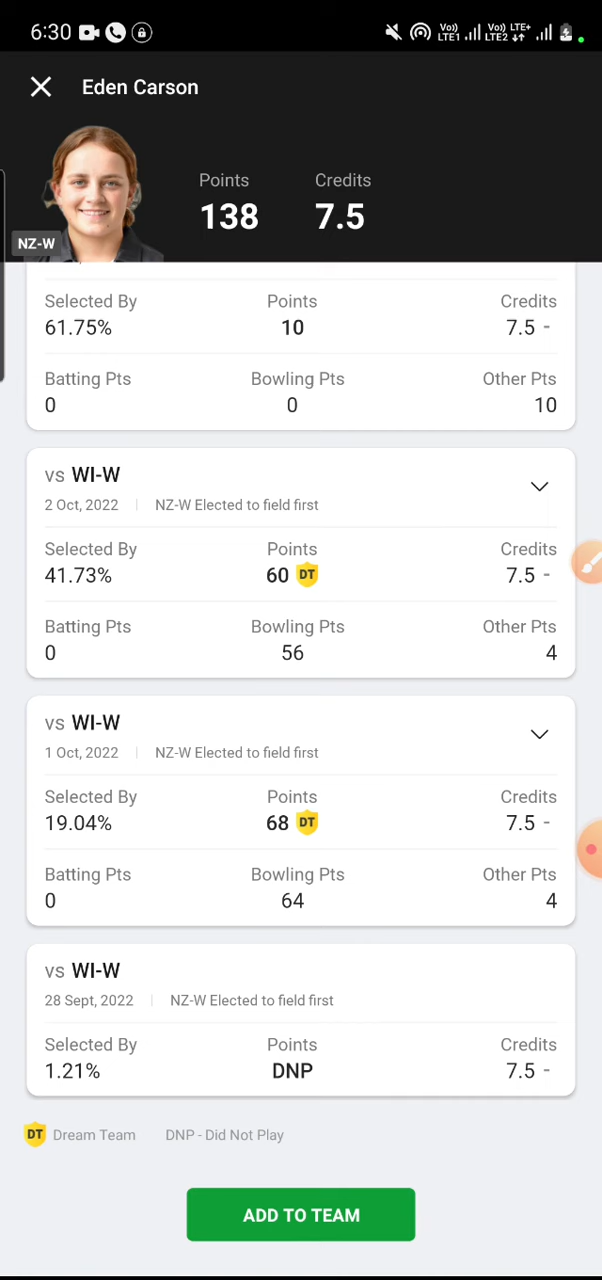 6:30 Vo) LTE1 Vo) LTE+ LTE2
Eden Carson
Points Credits
138 7.5
NZ-W
Selected By Points Credits
61.75% 10 7.5 -
Batting Pts Bowling Pts Other Pts
0 0 10
vs WI-W
2 Oct, 2022 NZ-W Elected to field first
Selected By Points Credits
41.73% 60 DT 7.5 -
Batting Pts Bowling Pts Other Pts
0 56 4
vs WI-W
1 Oct, 2022 NZ-W Elected to field first
Selected By Points Credits
19.04% 68 DT 7.5 -
Batting Pts Bowling Pts Other Pts
0 64 4
vs WI-W
28 Sept, 2022 NZ-W Elected to field first
Selected By Points Credits
1.21% DNP 7.5 -
DT Dream Team DNP - Did Not Play
ADD TO TEAM